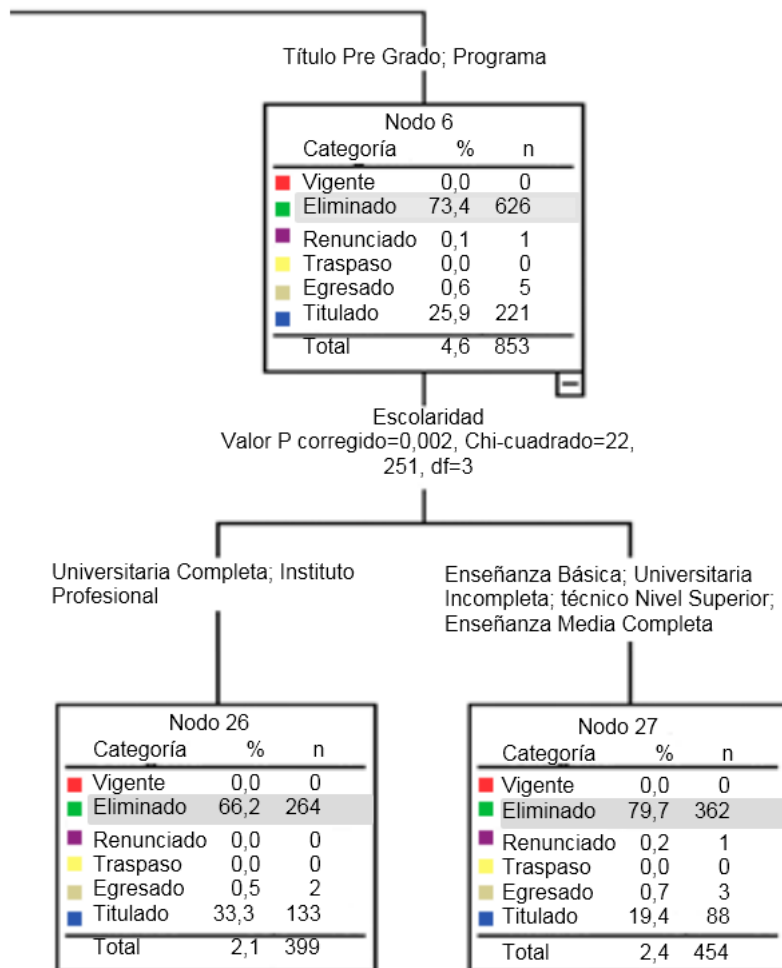 Título Pre Grado; Programa
Nodo 6
Categoría % n
Vigente 0,0 0
Eliminado 73,4 626
Renunciado 0,1 1
Traspaso 0,0 0
Egresado 0,6 5
Titulado 25,9 221
Total 4,6 853
Escolaridad
Valor P corregido=0,002, Chi-cuadrado=22,
251, df=3
Universitaria Completa; Instituto
Profesional
Enseñanza Básica; Universitaria
Incompleta; técnico Nivel Superior;
Enseñanza Media Completa
Nodo 26
Categoría % n
Vigente 0,0 0
Eliminado 66,2 264
Renunciado 0,0 0
Traspaso 0,0 0
Egresado 0,5 2
Titulado 33,3 133
Total 2,1 399
Nodo 27
Categoría % n
Vigente 0,0 0
Eliminado 79,7 362
Renunciado 0,2 1
Traspaso 0,0 0
Egresado 0,7 3
Titulado 19,4 88
Total 2,4 454